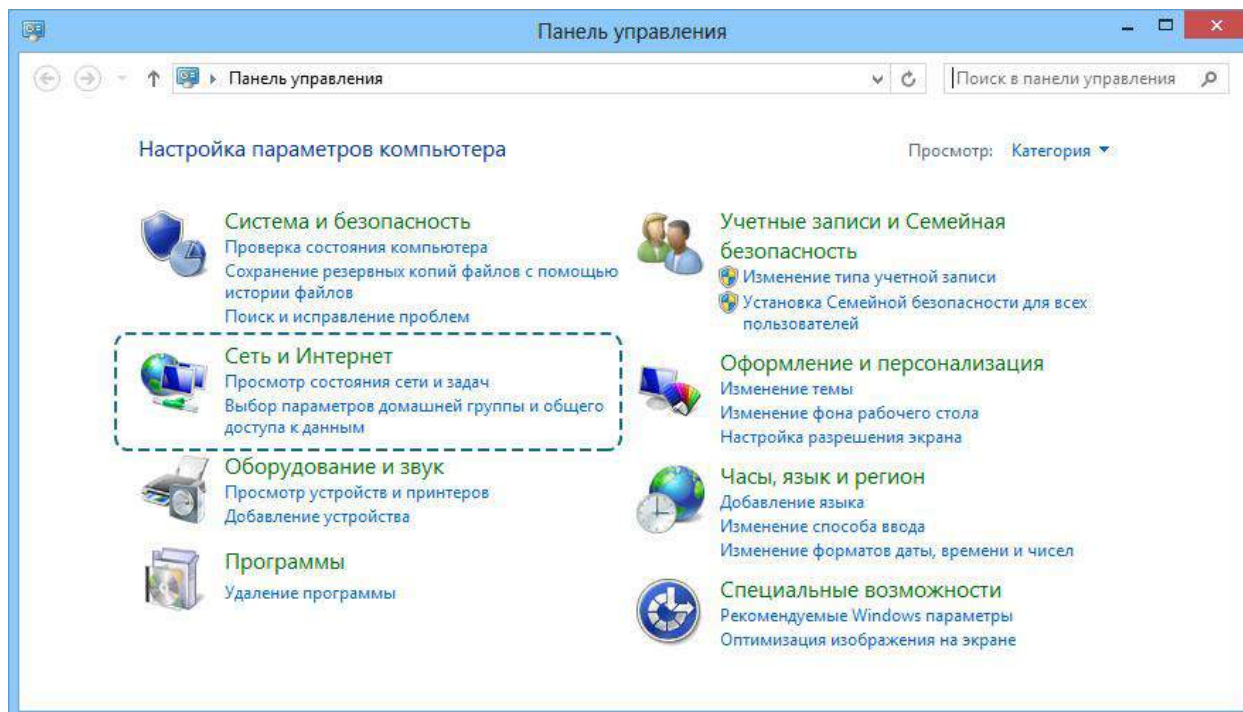 Панель управления
Панель управления
Поиск в панели управления
Настройка параметров компьютера
Просмотр: Категория
Система и безопасность
Проверка состояния компьютера
Сохранение резервных копий файлов с помощью
истории файлов
Поиск и исправление проблем
Сеть и Интернет
Просмотр состояния сети и задач
Выбор параметров домашней группы и общего
доступа к данным
Оборудование и звук
Просмотр устройств и принтеров
Добавление устройства
Программы
Удаление программы
Учетные записи и Семейная
безопасность
Изменение типа учетной записи
Установка Семейной безопасности для всех
пользователей
Оформление и персонализация
Изменение темы
Изменение фона рабочего стола
Настройка разрешения экрана
Часы, язык и регион
Добавление языка
Изменение способа ввода
Изменение форматов даты, времени и чисел
Специальные возможности
Рекомендуемые Windows параметры
Оптимизация изображения на экране